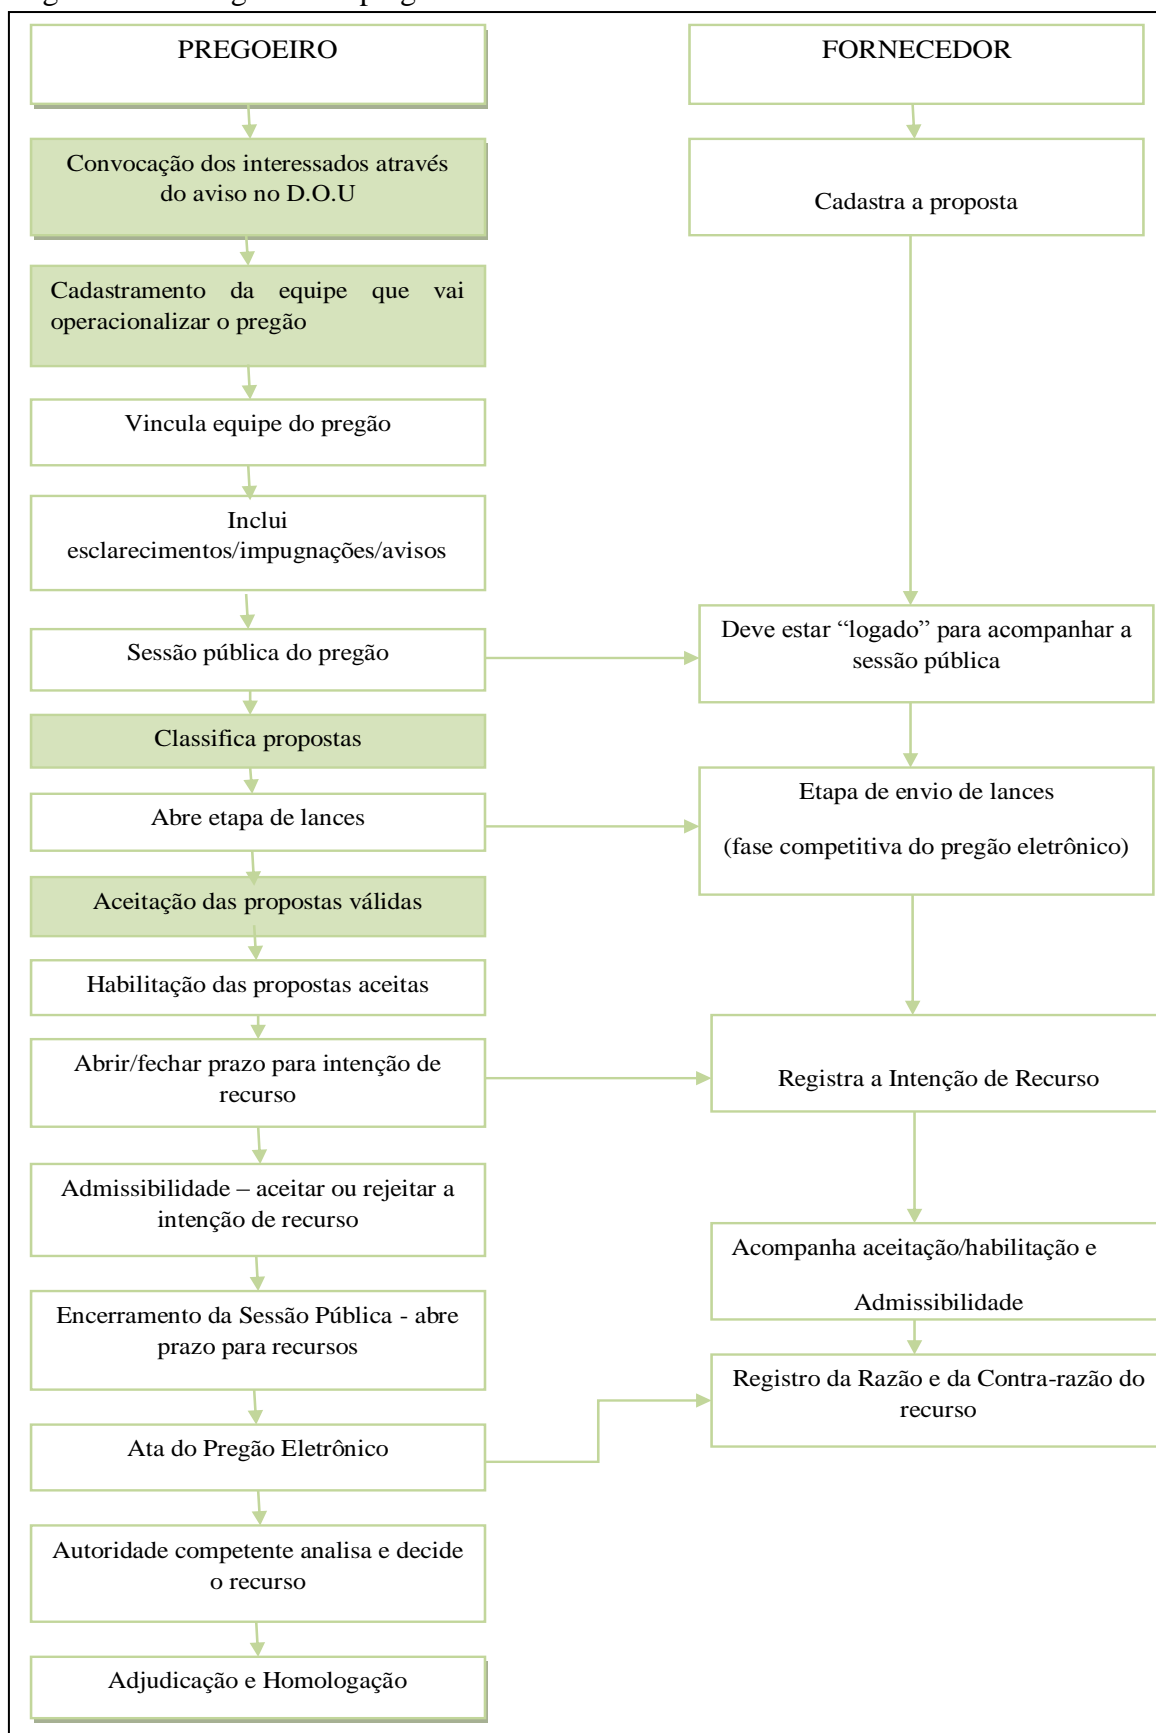 PREGOEIRO
Convocação dos interessados através
do aviso no D.O.U
Cadastramento da equipe que vai
operacionalizar o pregão
Vincula equipe do pregão
Inclui
esclarecimentos/impugnações/avisos
Sessão pública do pregão
Classifica propostas
Abre etapa de lances
Aceitação das propostas válidas
Habilitação das propostas aceitas
Abrir/fechar prazo para intenção de
recurso
Admissibilidade – aceitar ou rejeitar a
intenção de recurso
Encerramento da Sessão Pública - abre
prazo para recursos
Ata do Pregão Eletrônico
Autoridade competente analisa e decide
o recurso
Adjudicação e Homologação
FORNECEDOR
Cadastra a proposta
Deve estar “logado” para acompanhar a
sessão pública
Etapa de envio de lances
(fase competitiva do pregão eletrônico)
Registra a Intenção de Recurso
Acompanha aceitação/habilitação e
Admissibilidade
Registro da Razão e da Contra-razão do
recurso